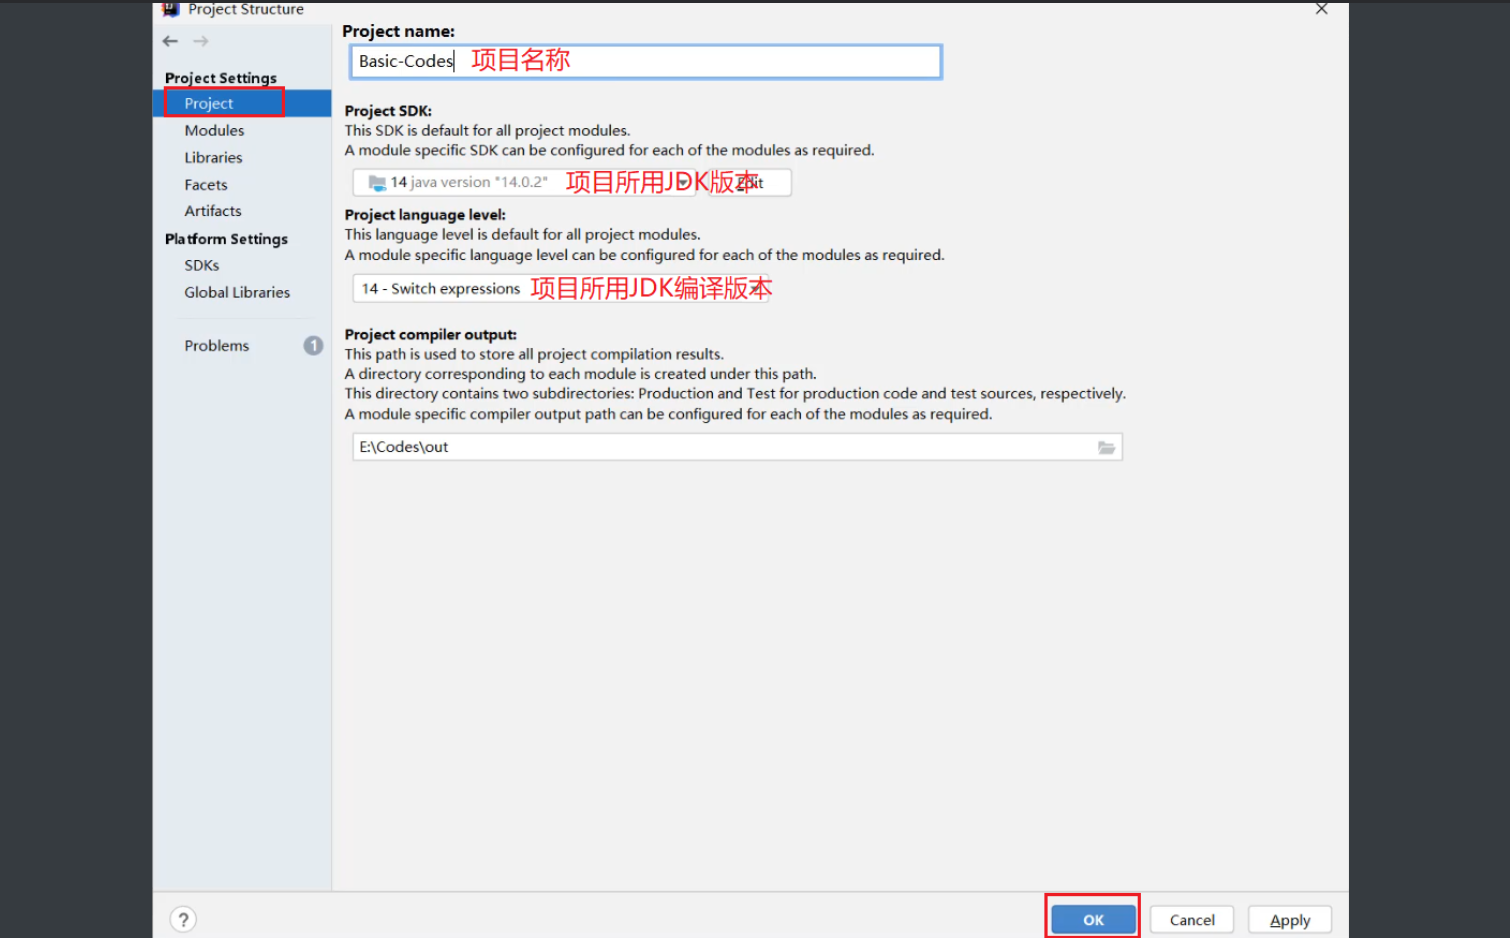 Project Structure
Project Settings
Project
Modules
Libraries
Facets
Artifacts
Platform Settings
SDKs
Global Libraries
Problems 1
Project name:
Basic-Codes 项目名称
Project SDK:
This SDK is default for all project modules.
A module specific SDK can be configured for each of the modules as required.
14 java version "14.0.2" 项目所用JDK版本 Edit
Project language level:
This language level is default for all project modules.
A module specific language level can be configured for each of the modules as required.
14 - Switch expressions 项目所用JDK编译版本
Project compiler output:
This path is used to store all project compilation results.
A directory corresponding to each module is created under this path.
This directory contains two subdirectories: Production and Test for production code and test sources, respectively.
A module specific compiler output path can be configured for each of the modules as required.
E:\Codes\out
? OK Cancel Apply